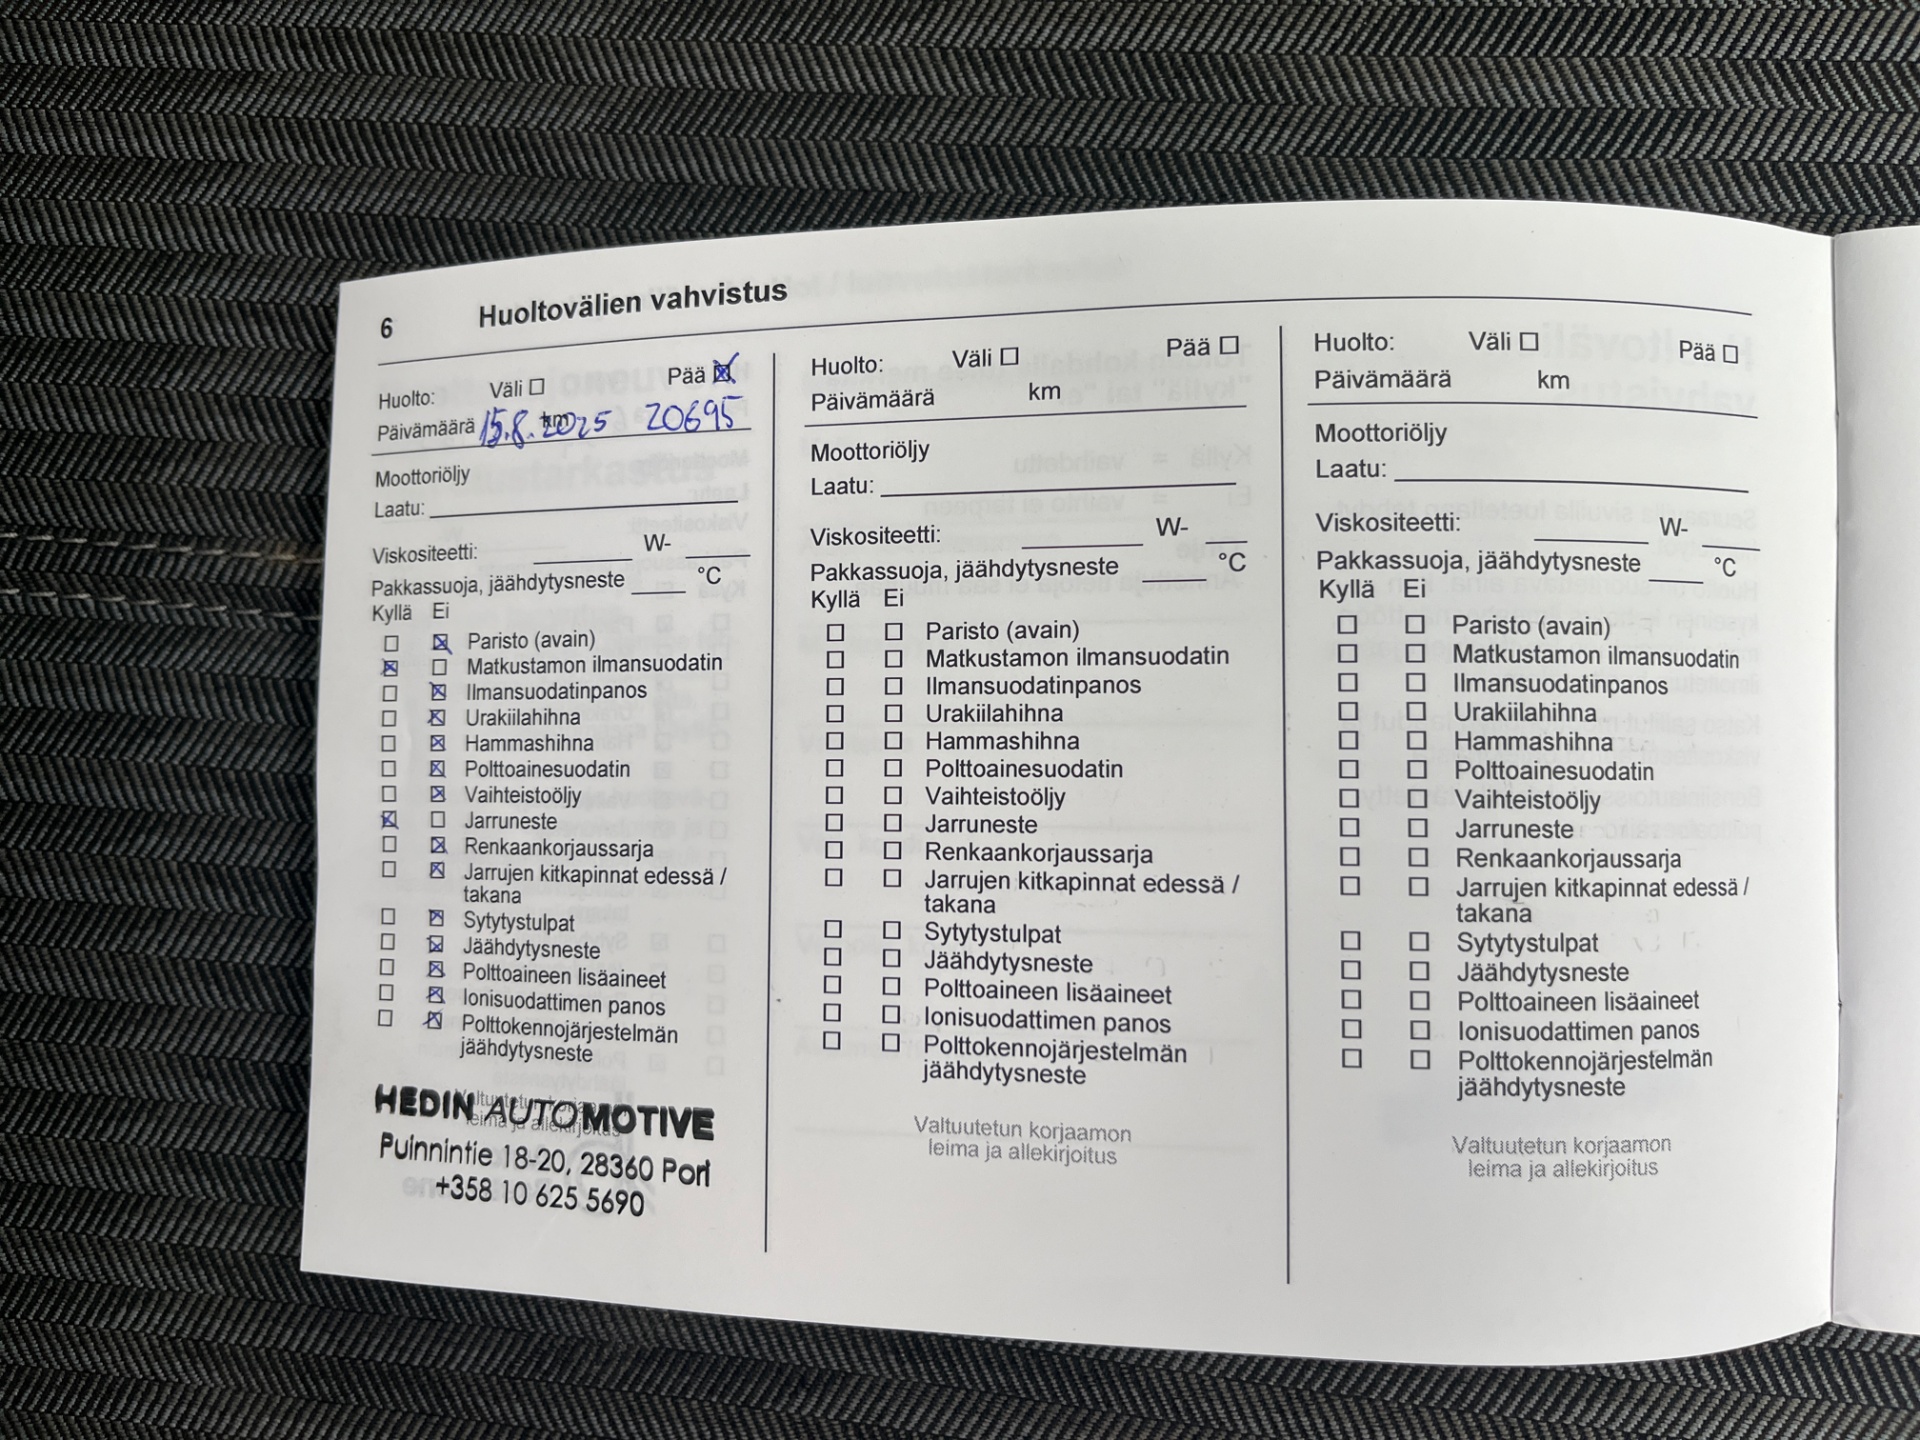 6 Huoltovälien vahvistus
Huolto: Väli ☐ Pää ☒
Päivämäärä 15.8.2025 km 20695
Moottoriöljy
Laatu:
Viskositeetti: W-
Pakkassuoja, jäähdytysneste °C
Kyllä Ei
☐ ☒ Paristo (avain)
☒ ☐ Matkustamon ilmansuodatin
☐ ☒ Ilmansuodatinpanos
☐ ☒ Urakiilahihna
☐ ☒ Hammashihna
☐ ☒ Polttoainesuodatin
☐ ☒ Vaihteistoöljy
☒ ☐ Jarruneste
☐ ☒ Renkaankorjaussarja
☐ ☒ Jarrujen kitkapinnat edessä /
takana
☐ ☒ Sytytystulpat
☐ ☒ Jäähdytysneste
☐ ☒ Polttoaineen lisäaineet
☐ ☒ Ionisuodattimen panos
☐ ☒ Polttokennojärjestelmän
jäähdytysneste
Valtuutetun korjaamon
leima ja allekirjoitus
HEDIN AUTOMOTIVE
Puinnintie 18-20, 28360 Pori
+358 10 625 5690
Huolto: Väli ☐ Pää ☐
Päivämäärä km
Moottoriöljy
Laatu:
Viskositeetti: W-
Pakkassuoja, jäähdytysneste °C
Kyllä Ei
☐ ☐ Paristo (avain)
☐ ☐ Matkustamon ilmansuodatin
☐ ☐ Ilmansuodatinpanos
☐ ☐ Urakiilahihna
☐ ☐ Hammashihna
☐ ☐ Polttoainesuodatin
☐ ☐ Vaihteistoöljy
☐ ☐ Jarruneste
☐ ☐ Renkaankorjaussarja
☐ ☐ Jarrujen kitkapinnat edessä /
takana
☐ ☐ Sytytystulpat
☐ ☐ Jäähdytysneste
☐ ☐ Polttoaineen lisäaineet
☐ ☐ Ionisuodattimen panos
☐ ☐ Polttokennojärjestelmän
jäähdytysneste
Valtuutetun korjaamon
leima ja allekirjoitus
Huolto: Väli ☐ Pää ☐
Päivämäärä km
Moottoriöljy
Laatu:
Viskositeetti: W-
Pakkassuoja, jäähdytysneste °C
Kyllä Ei
☐ ☐ Paristo (avain)
☐ ☐ Matkustamon ilmansuodatin
☐ ☐ Ilmansuodatinpanos
☐ ☐ Urakiilahihna
☐ ☐ Hammashihna
☐ ☐ Polttoainesuodatin
☐ ☐ Vaihteistoöljy
☐ ☐ Jarruneste
☐ ☐ Renkaankorjaussarja
☐ ☐ Jarrujen kitkapinnat edessä /
takana
☐ ☐ Sytytystulpat
☐ ☐ Jäähdytysneste
☐ ☐ Polttoaineen lisäaineet
☐ ☐ Ionisuodattimen panos
☐ ☐ Polttokennojärjestelmän
jäähdytysneste
Valtuutetun korjaamon
leima ja allekirjoitus